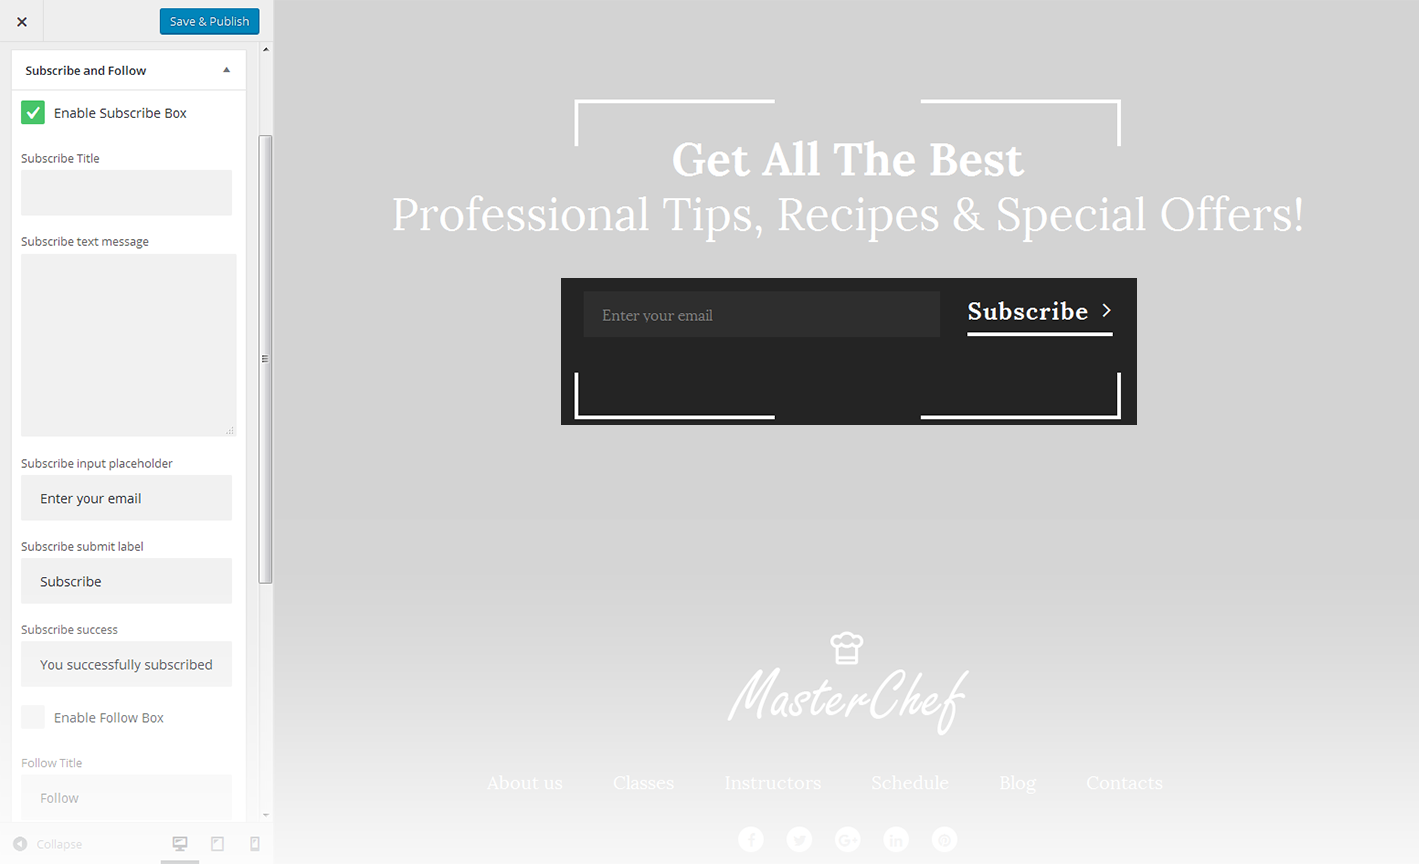 Save & Publish
Subscribe and Follow
Enable Subscribe Box
Subscribe Title
Subscribe text message
Subscribe input placeholder
Enter your email
Subscribe submit label
Subscribe
Subscribe success
You successfully subscribed
Enable Follow Box
Follow Title
Follow
Collapse
Get All The Best
Professional Tips, Recipes & Special Offers!
Enter your email
Subscribe
MasterChef
About us
Classes
Instructors
Schedule
Blog
Contacts